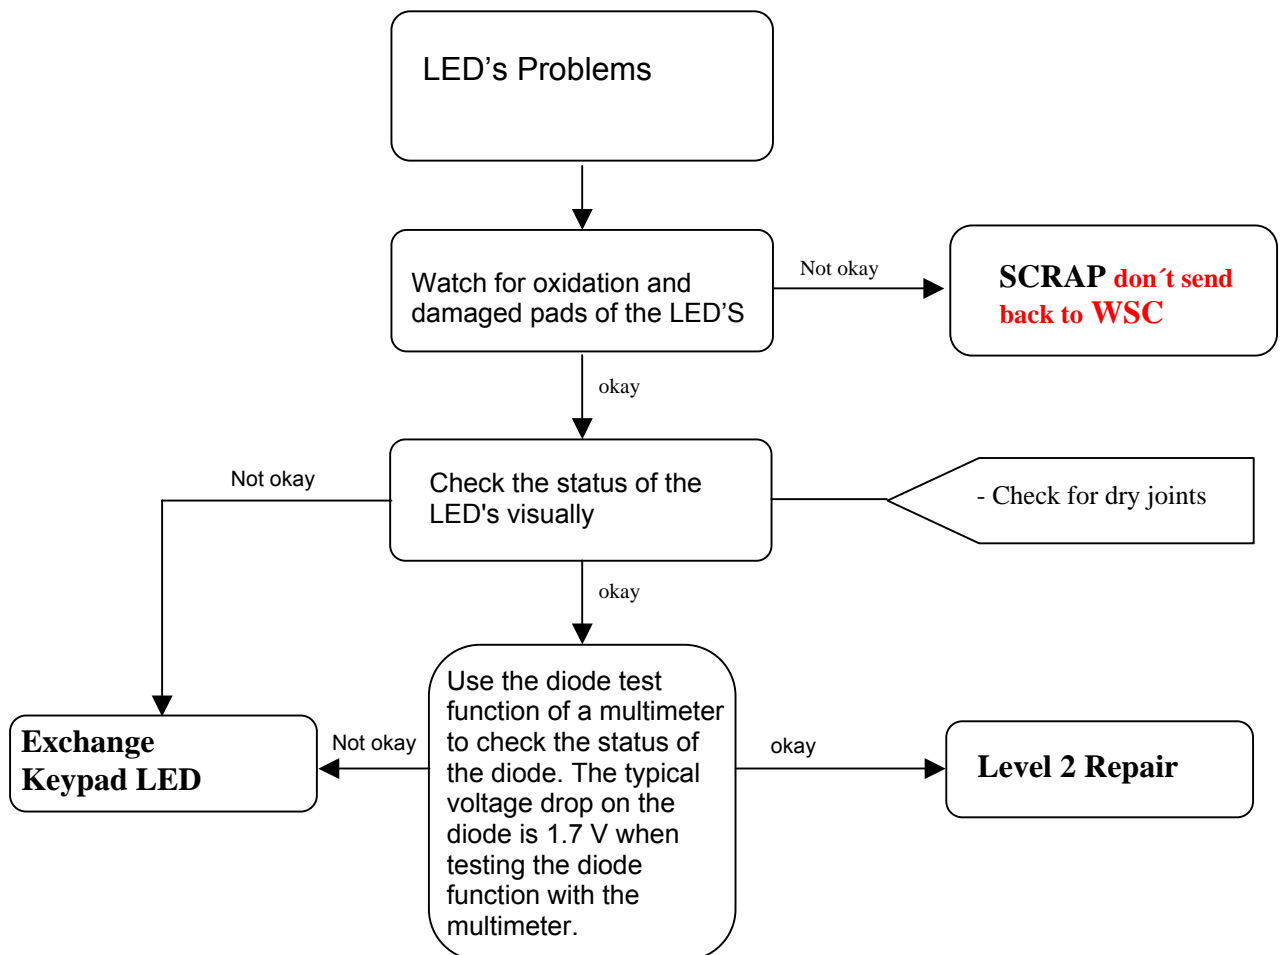 LED’s Problems
Watch for oxidation and
damaged pads of the LED’S
Not okay
SCRAP don´t send
back to WSC
okay
Not okay
Check the status of the
LED's visually
- Check for dry joints
okay
Use the diode test
function of a multimeter
to check the status of
the diode. The typical
voltage drop on the
diode is 1.7 V when
testing the diode
function with the
multimeter.
Not okay
Exchange
Keypad LED
okay
Level 2 Repair